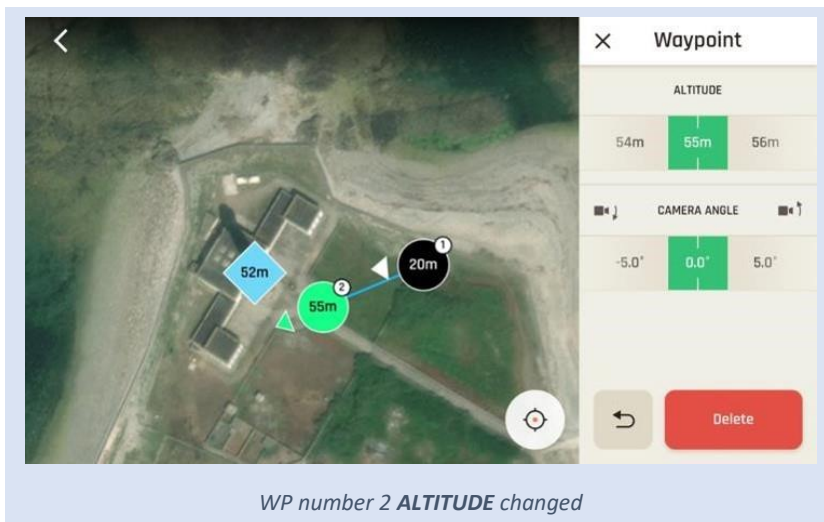 Waypoint
ALTITUDE
54m 55m 56m
CAMERA ANGLE
-5.0° 0.0° 5.0°
Delete
1
20m
52m
2
55m
WP number 2 ALTITUDE changed